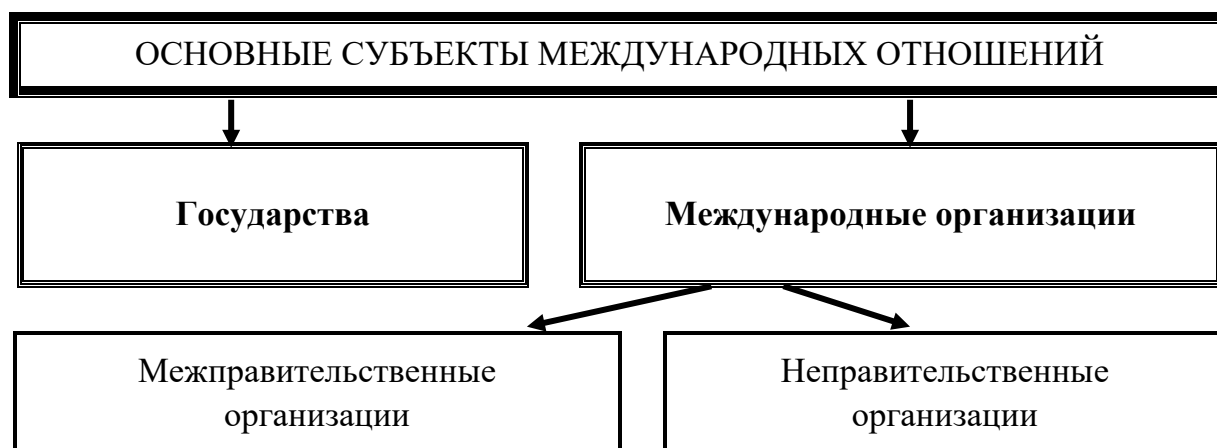 ОСНОВНЫЕ СУБЪЕКТЫ МЕЖДУНАРОДНЫХ ОТНОШЕНИЙ
Государства
Международные организации
Межправительственные
организации
Неправительственные
организации